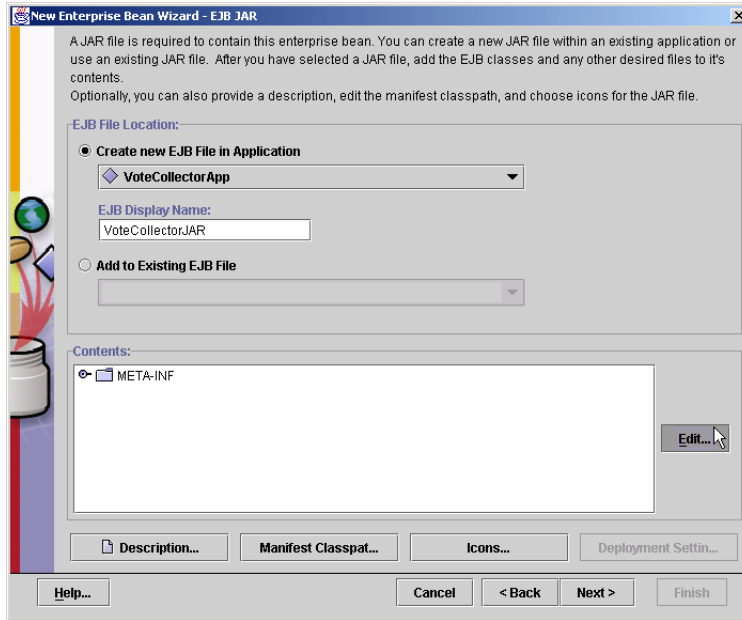 New Enterprise Bean Wizard - EJB JAR
A JAR file is required to contain this enterprise bean. You can create a new JAR file within an existing application or
use an existing JAR file. After you have selected a JAR file, add the EJB classes and any other desired files to it's
contents.
Optionally, you can also provide a description, edit the manifest classpath, and choose icons for the JAR file.
EJB File Location:
Create new EJB File in Application
VoteCollectorApp
EJB Display Name:
VoteCollectorJAR
Add to Existing EJB File
Contents:
META-INF
Edit...
Description...
Manifest Classpat...
Icons...
Deployment Settin...
Help...
Cancel
< Back
Next >
Finish